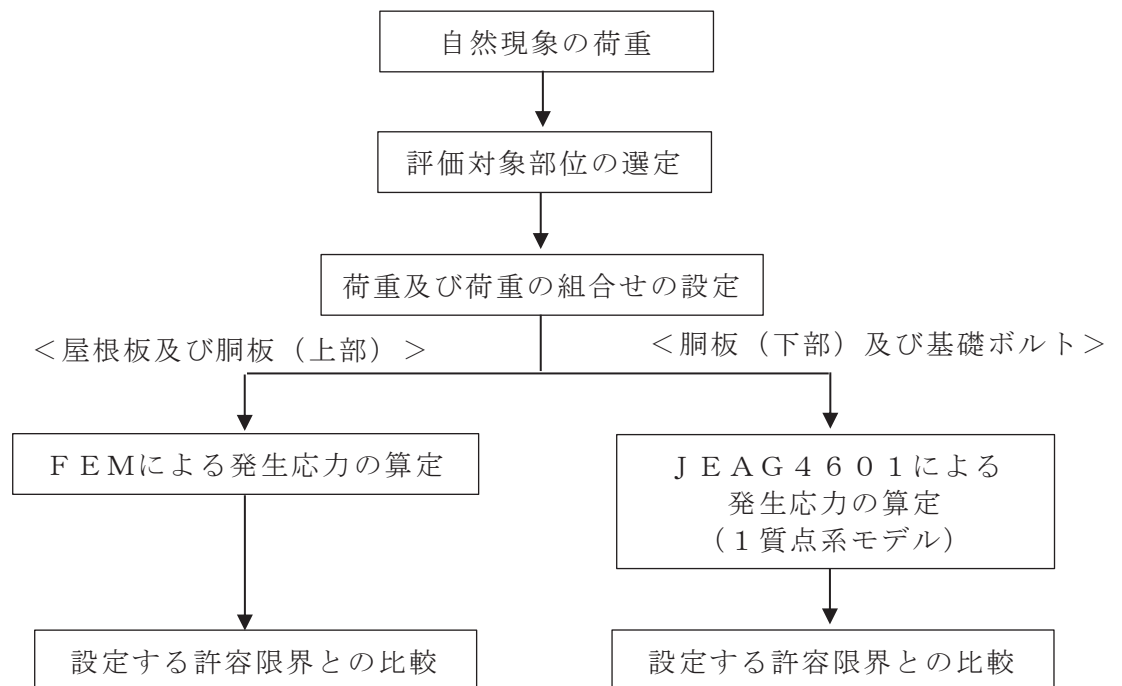 自然現象の荷重
評価対象部位の選定
荷重及び荷重の組合せの設定
＜屋根板及び胴板（上部）＞
＜胴板（下部）及び基礎ボルト＞
ＦＥＭによる発生応力の算定
ＪＥＡＧ４６０１による
発生応力の算定
（１質点系モデル）
設定する許容限界との比較
設定する許容限界との比較